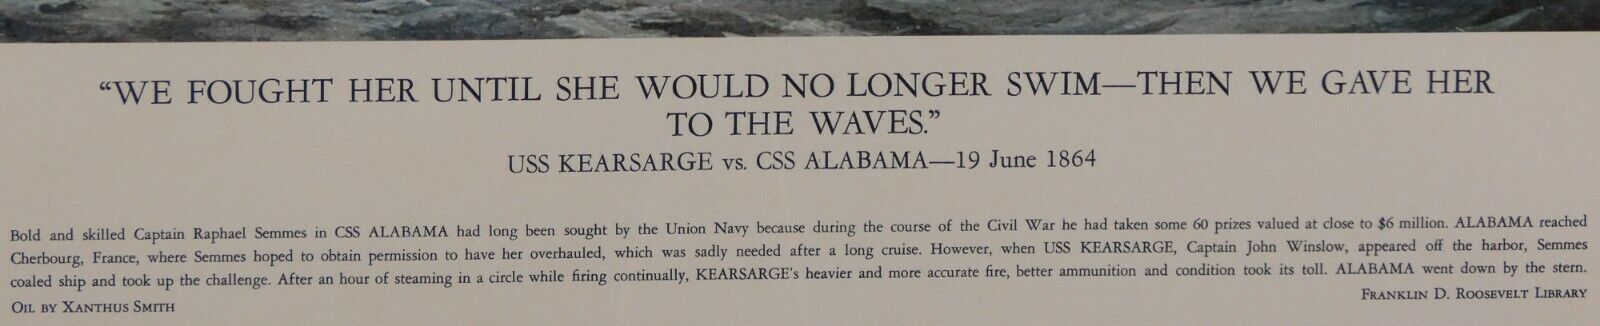 “WE FOUGHT HER UNTIL SHE WOULD NO LONGER SWIM—THEN WE GAVE HER
TO THE WAVES.”
USS KEARSARGE vs. CSS ALABAMA—19 June 1864
Bold and skilled Captain Raphael Semmes in CSS ALABAMA had long been sought by the Union Navy because during the course of the Civil War he had taken some 60 prizes valued at close to $6 million. ALABAMA reached
Cherbourg, France, where Semmes hoped to obtain permission to have her overhauled, which was sadly needed after a long cruise. However, when USS KEARSARGE, Captain John Winslow, appeared off the harbor, Semmes
coaled ship and took up the challenge. After an hour of steaming in a circle while firing continually, KEARSARGE's heavier and more accurate fire, better ammunition and condition took its toll. ALABAMA went down by the stern.
OIL BY XANTHUS SMITH
FRANKLIN D. ROOSEVELT LIBRARY